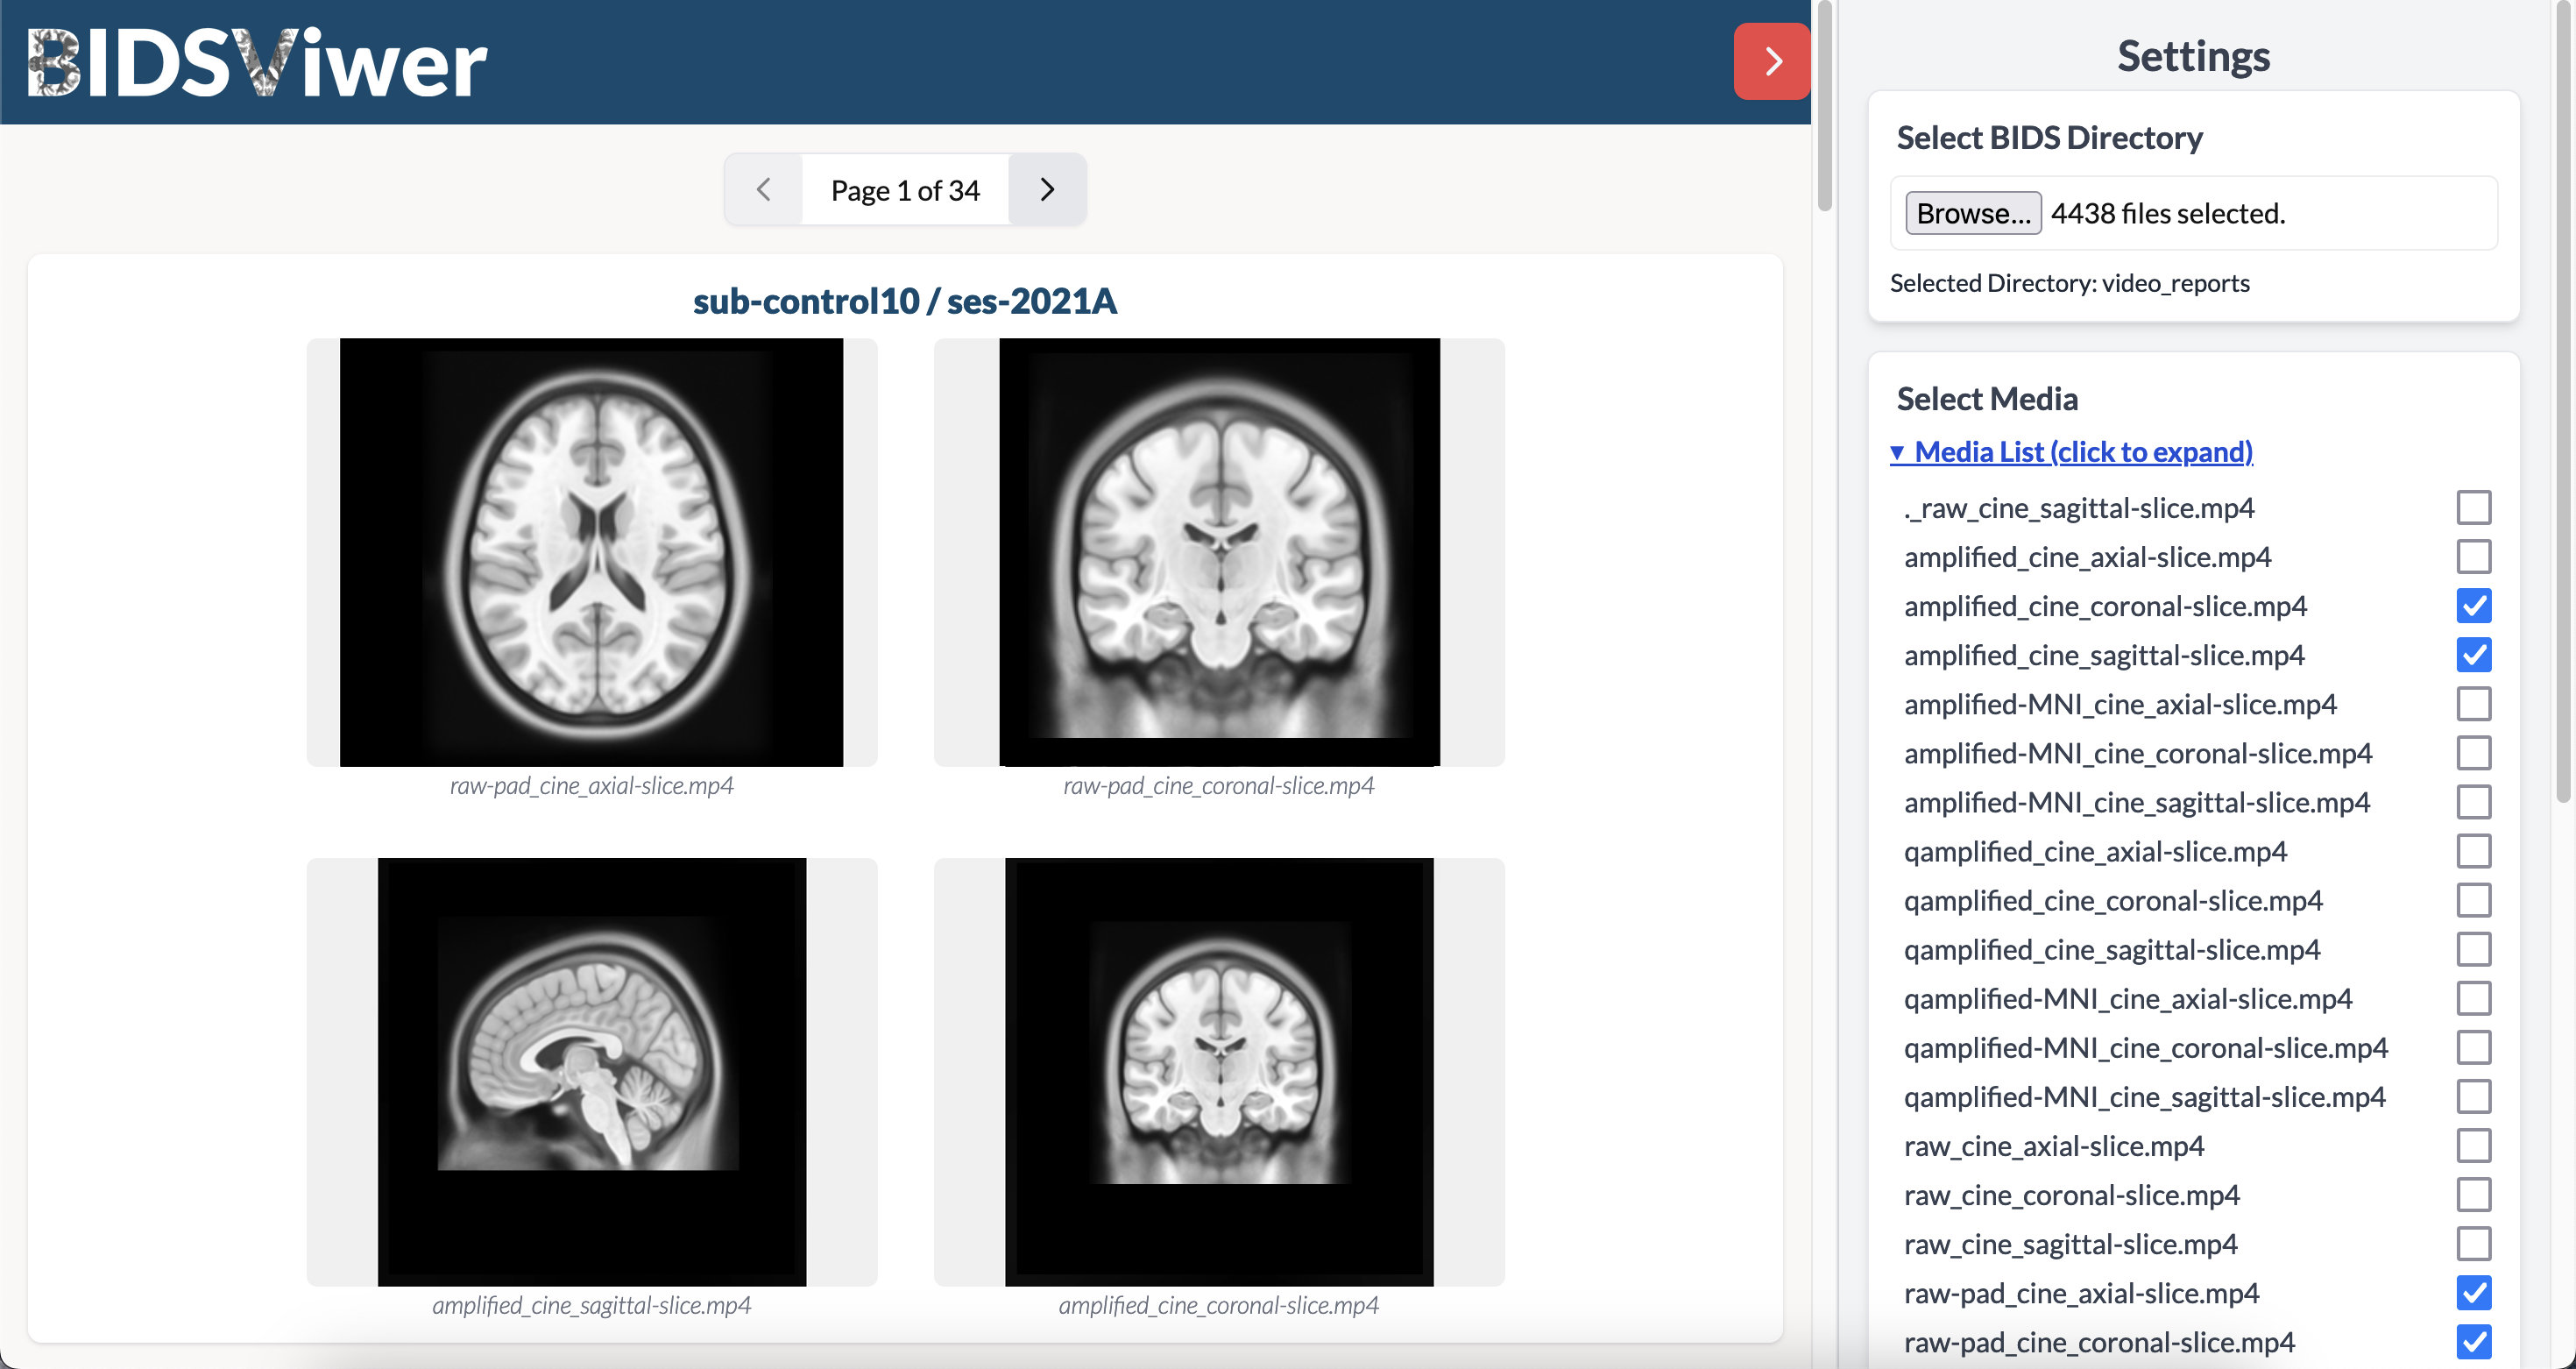 BIDSViwer
Page 1 of 34
sub-control10 / ses-2021A
raw-pad_cine_axial-slice.mp4
raw-pad_cine_coronal-slice.mp4
amplified_cine_sagittal-slice.mp4
amplified_cine_coronal-slice.mp4
Settings
Select BIDS Directory
Browse... 4438 files selected.
Selected Directory: video_reports
Select Media
▼ Media List (click to expand)
._raw_cine_sagittal-slice.mp4
amplified_cine_axial-slice.mp4
amplified_cine_coronal-slice.mp4
amplified_cine_sagittal-slice.mp4
amplified-MNI_cine_axial-slice.mp4
amplified-MNI_cine_coronal-slice.mp4
amplified-MNI_cine_sagittal-slice.mp4
qamplified_cine_axial-slice.mp4
qamplified_cine_coronal-slice.mp4
qamplified_cine_sagittal-slice.mp4
qamplified-MNI_cine_axial-slice.mp4
qamplified-MNI_cine_coronal-slice.mp4
qamplified-MNI_cine_sagittal-slice.mp4
raw_cine_axial-slice.mp4
raw_cine_coronal-slice.mp4
raw_cine_sagittal-slice.mp4
raw-pad_cine_axial-slice.mp4
raw-pad_cine_coronal-slice.mp4